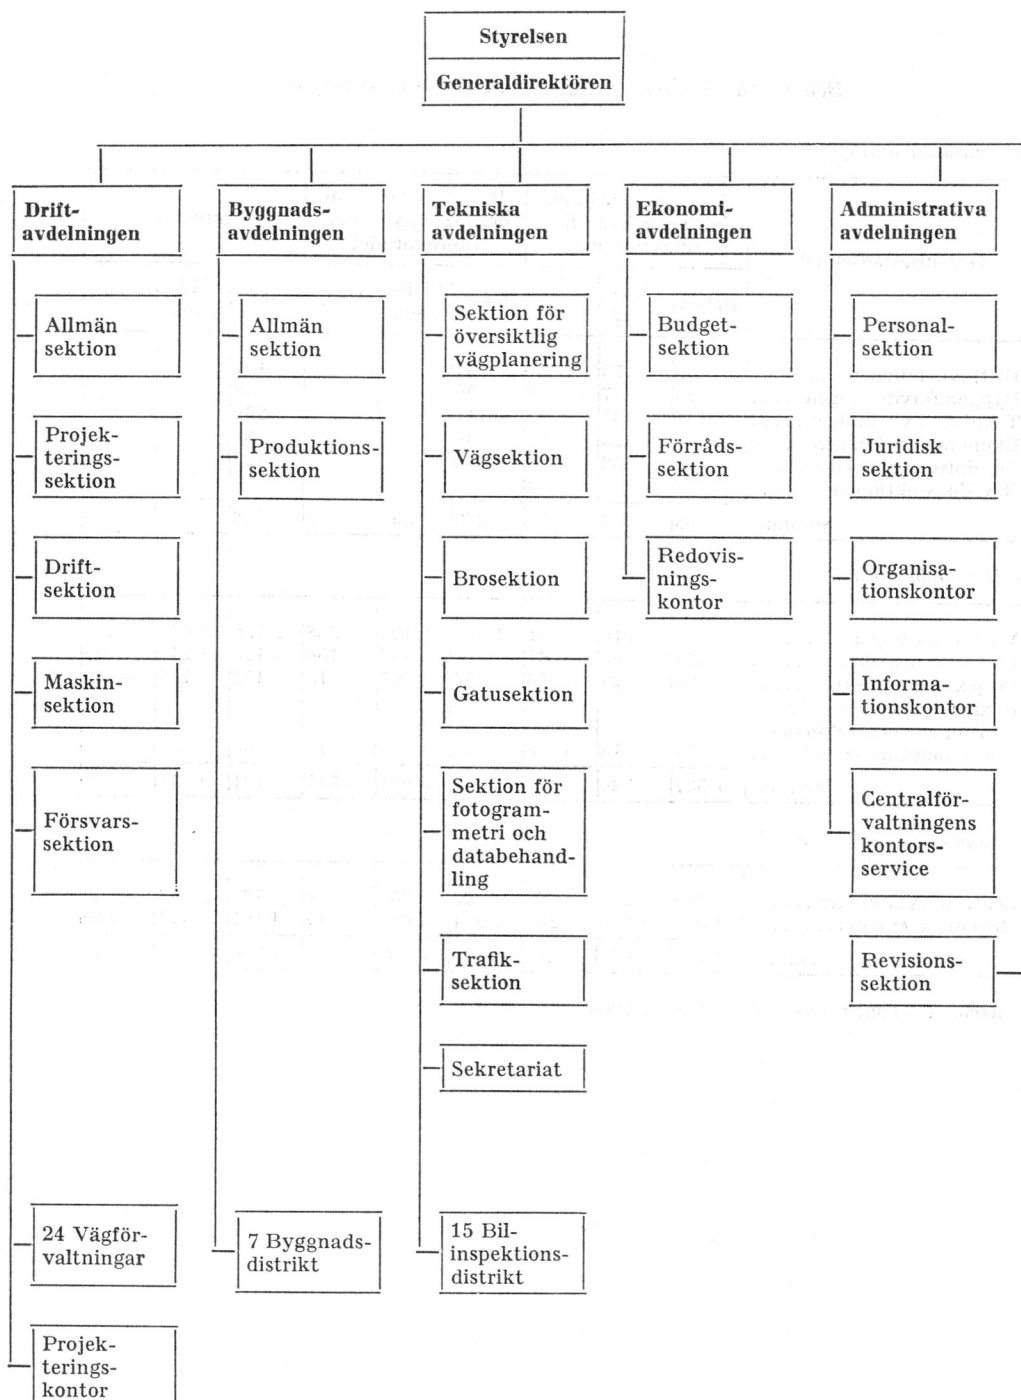 Styrelsen
Generaldirektören
Drift-
avdelningen
Allmän
sektion
Projek-
terings-
sektion
Drift-
sektion
Maskin-
sektion
Försvars-
sektion
24 Vägför-
valtningar
Projek-
terings-
kontor
Byggnads-
avdelningen
Allmän
sektion
Produktions-
sektion
7 Byggnads-
distrikt
Tekniska
avdelningen
Sektion för
översiktlig
vägplanering
Vägsektion
Brosektion
Gatusektion
Sektion för
fotogram-
metri och
databehand-
ling
Trafik-
sektion
Sekretariat
15 Bil-
inspektions-
distrikt
Ekonomi-
avdelningen
Budget-
sektion
Förråds-
sektion
Redovis-
nings-
kontor
Administrativa
avdelningen
Personal-
sektion
Juridisk
sektion
Organisa-
tionskontor
Informa-
tionskontor
Centralför-
valtningens
kontors-
service
Revisions-
sektion